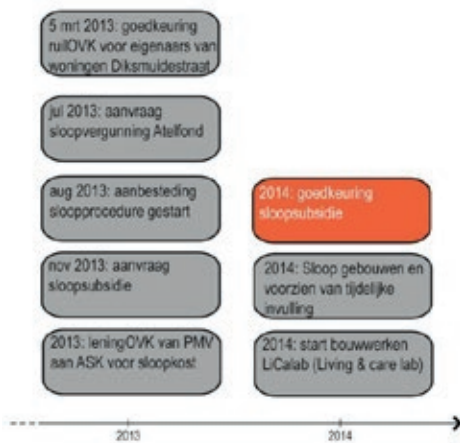 5 mrt 2013: goedkeuring
ruilOVK voor eigenaars van
woningen Diksmuidestraat
jul 2013: aanvraag
sloopvergunning Atelfond
aug 2013: aanbesteding
sloopprocedure gestart
nov 2013: aanvraag
sloopsubsidie
2013: leningOVK van PMV
aan ASK voor sloopkost
2014: goedkeuring
sloopsubsidie
2014: Sloop gebouwen en
voorzien van tijdelijke
invulling
2014: start bouwwerken
LiCalab (Living & care lab)
2013
2014